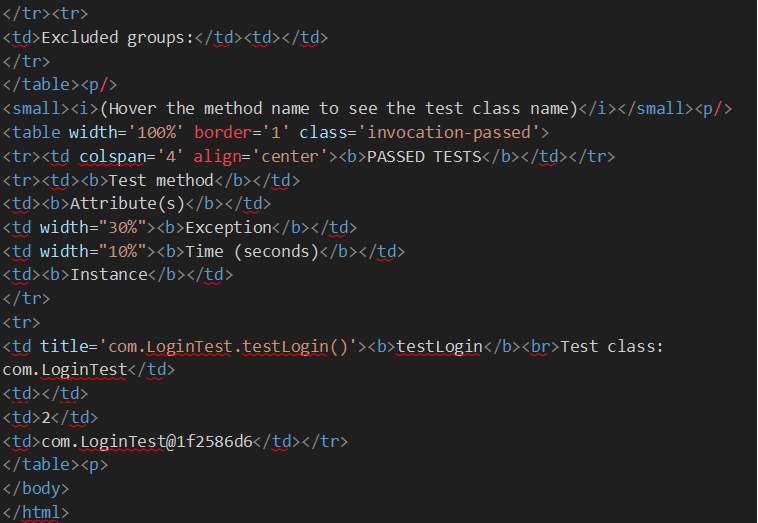 </tr><tr>
<td>Excluded groups:</td><td></td>
</tr>
</table><p/>
<small><i>(Hover the method name to see the test class name)</i></small><p/>
<table width='100%' border='1' class='invocation-passed'>
<tr><td colspan='4' align='center'><b>PASSED TESTS</b></td></tr>
<tr><td><b>Test method</b></td>
<td><b>Attribute(s)</b></td>
<td width="30%"><b>Exception</b></td>
<td width="10%"><b>Time (seconds)</b></td>
<td><b>Instance</b></td>
</tr>
<tr>
<td title='com.LoginTest.testLogin()'><b>testLogin</b><br>Test class:
com.LoginTest</td>
<td></td>
<td>2</td>
<td>com.LoginTest@1f2586d6</td></tr>
</table><p>
</body>
</html>